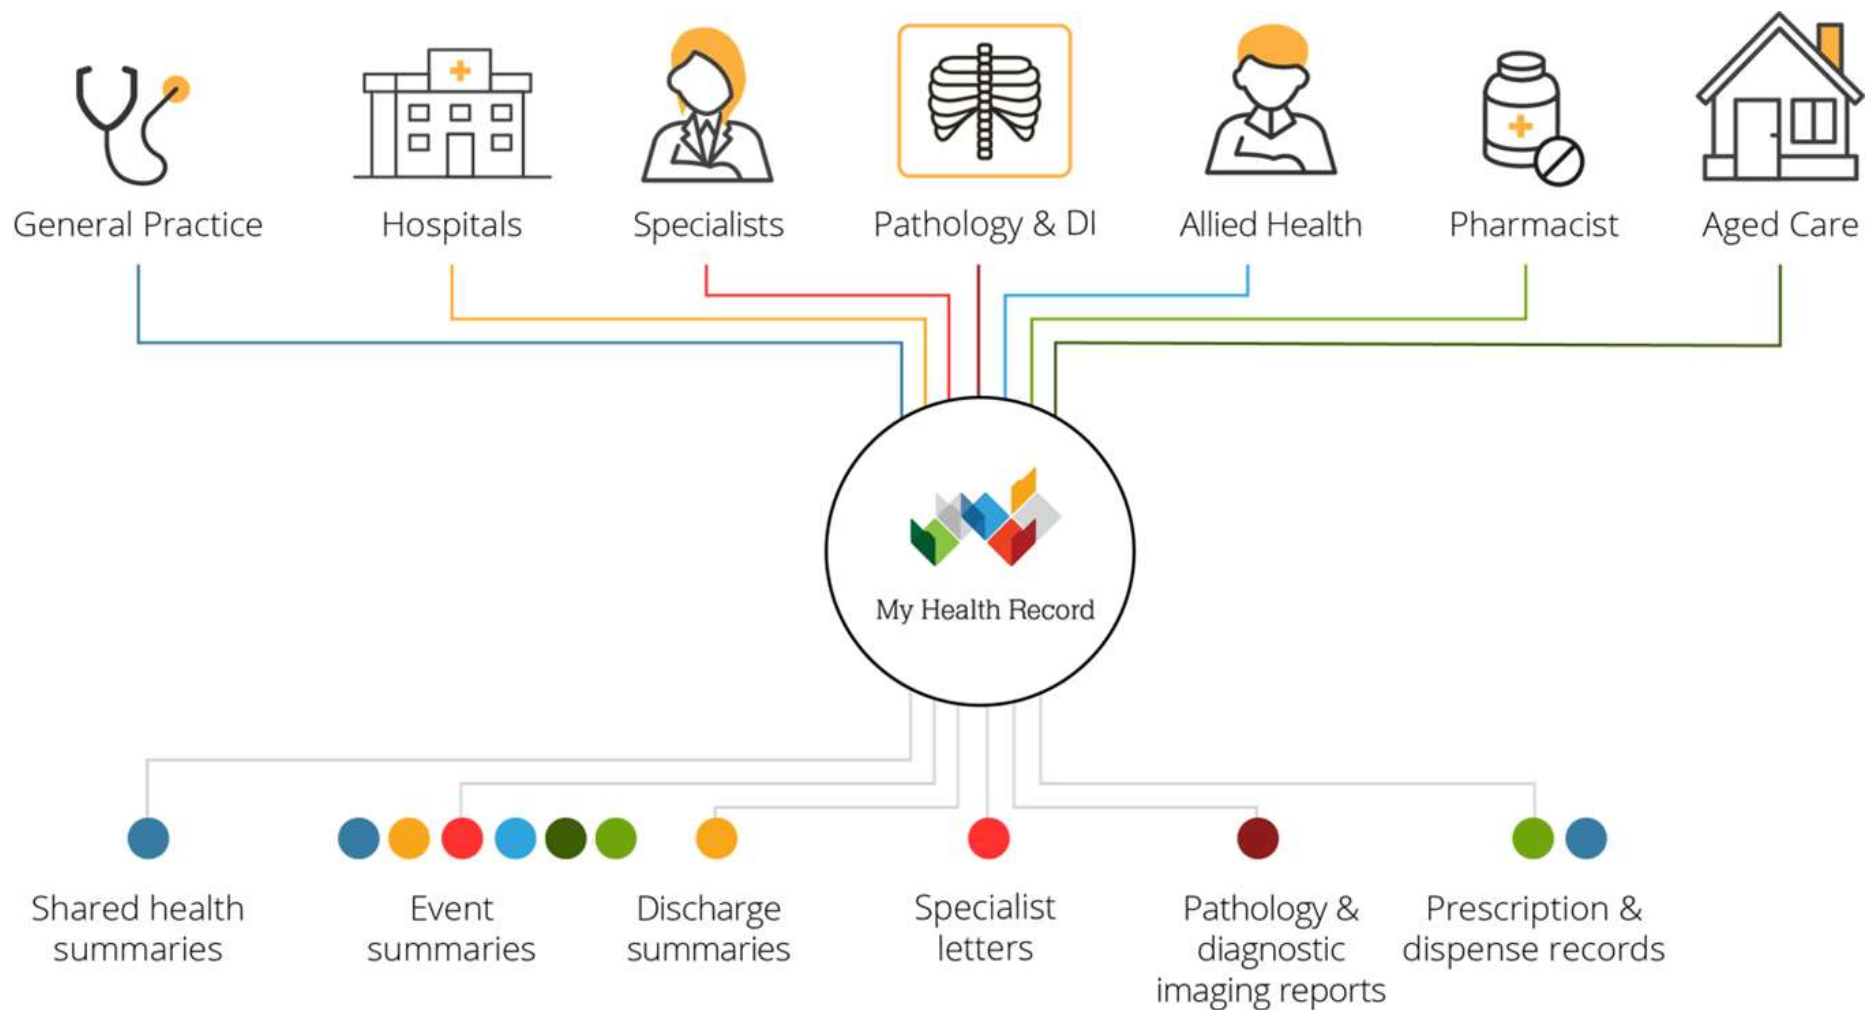 General Practice
Hospitals
Specialists
Pathology & DI
Allied Health
Pharmacist
Aged Care
My Health Record
Shared health
summaries
Event
summaries
Discharge
summaries
Specialist
letters
Pathology &
diagnostic
imaging reports
Prescription &
dispense records